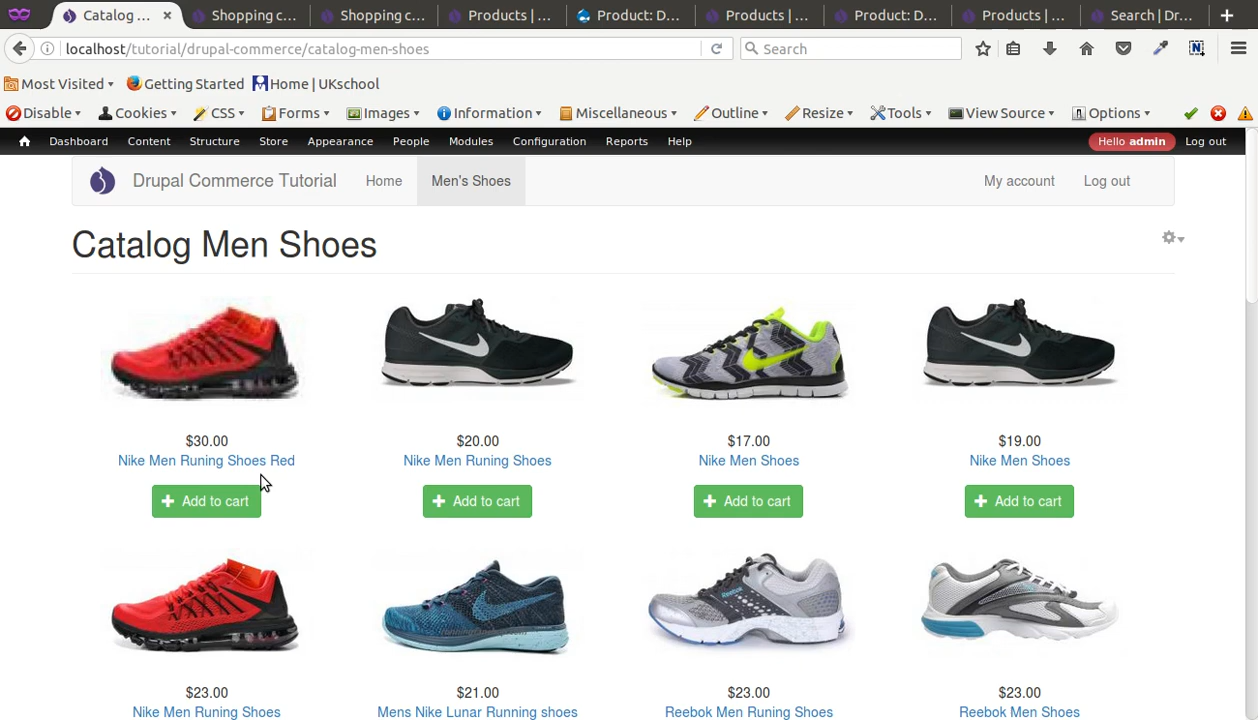 Catalog ... × Shopping c... Shopping c... Products | ... Product: D... Products | ... Product: D... Products | ... Search | Dr... +
localhost/tutorial/drupal-commerce/catalog-men-shoes Search
Most Visited Getting Started Home | UKschool
Disable Cookies CSS Forms Images Information Miscellaneous Outline Resize Tools View Source Options
Dashboard Content Structure Store Appearance People Modules Configuration Reports Help Hello admin Log out
Drupal Commerce Tutorial Home Men's Shoes My account Log out
Catalog Men Shoes
$30.00 $20.00 $17.00 $19.00
Nike Men Runing Shoes Red Nike Men Runing Shoes Nike Men Shoes Nike Men Shoes
+ Add to cart + Add to cart + Add to cart + Add to cart
Reebok
$23.00 $21.00 $23.00 $23.00
Nike Men Runing Shoes Mens Nike Lunar Running shoes Reebok Men Runing Shoes Reebok Men Shoes